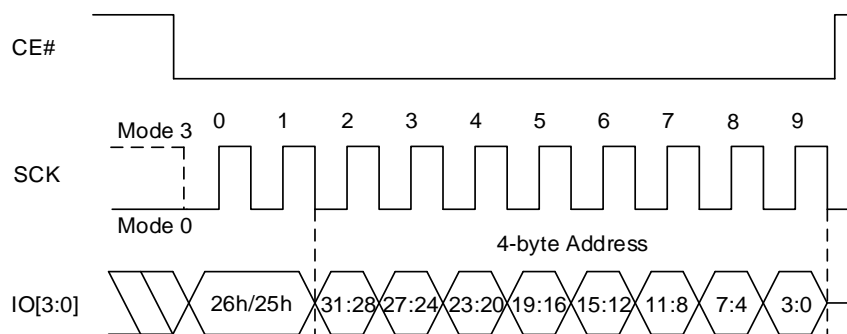 CE#
Mode 3
0 1 2 3 4 5 6 7 8 9
SCK
Mode 0
4-byte Address
IO[3:0]
26h/25h 31:28 27:24 23:20 19:16 15:12 11:8 7:4 3:0